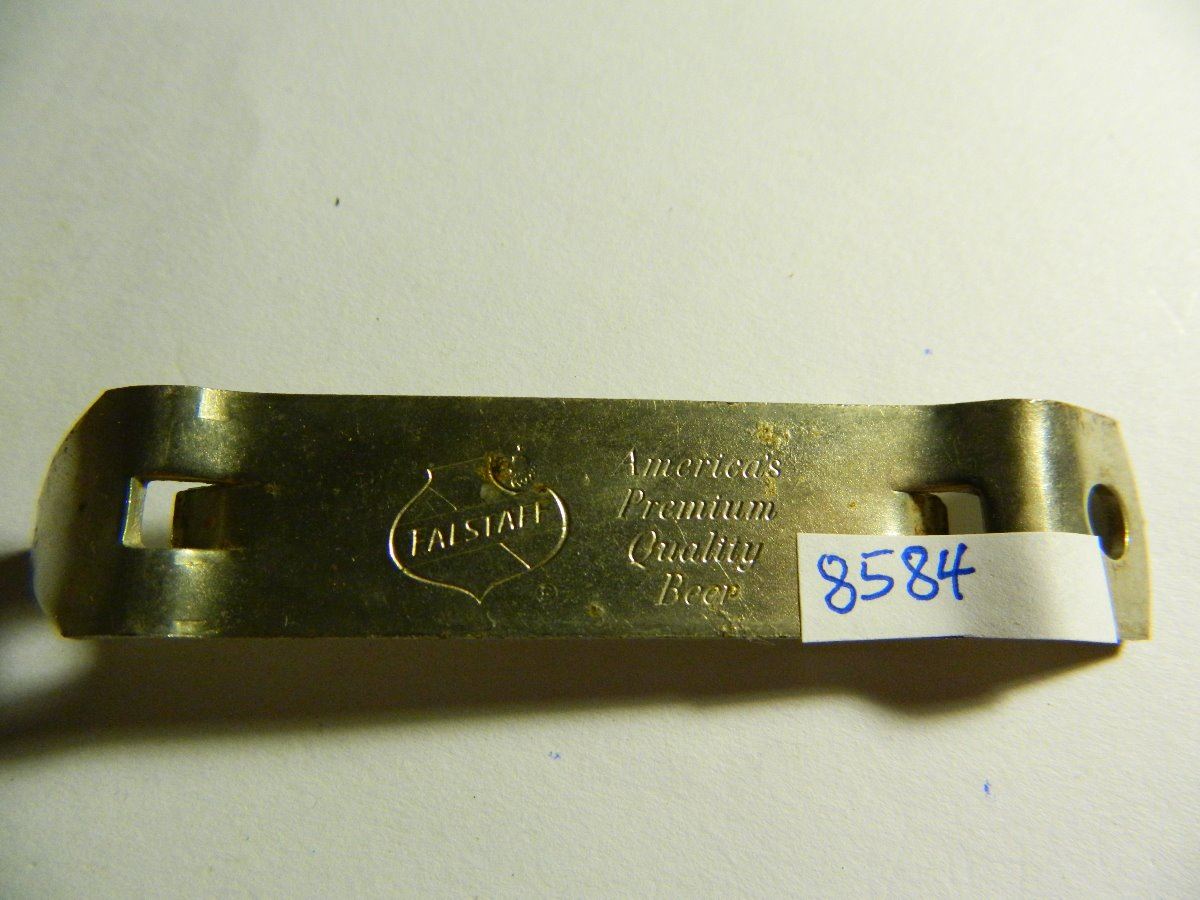 FALSTAFF
®
America's
Premium
Quality
Beer
8584